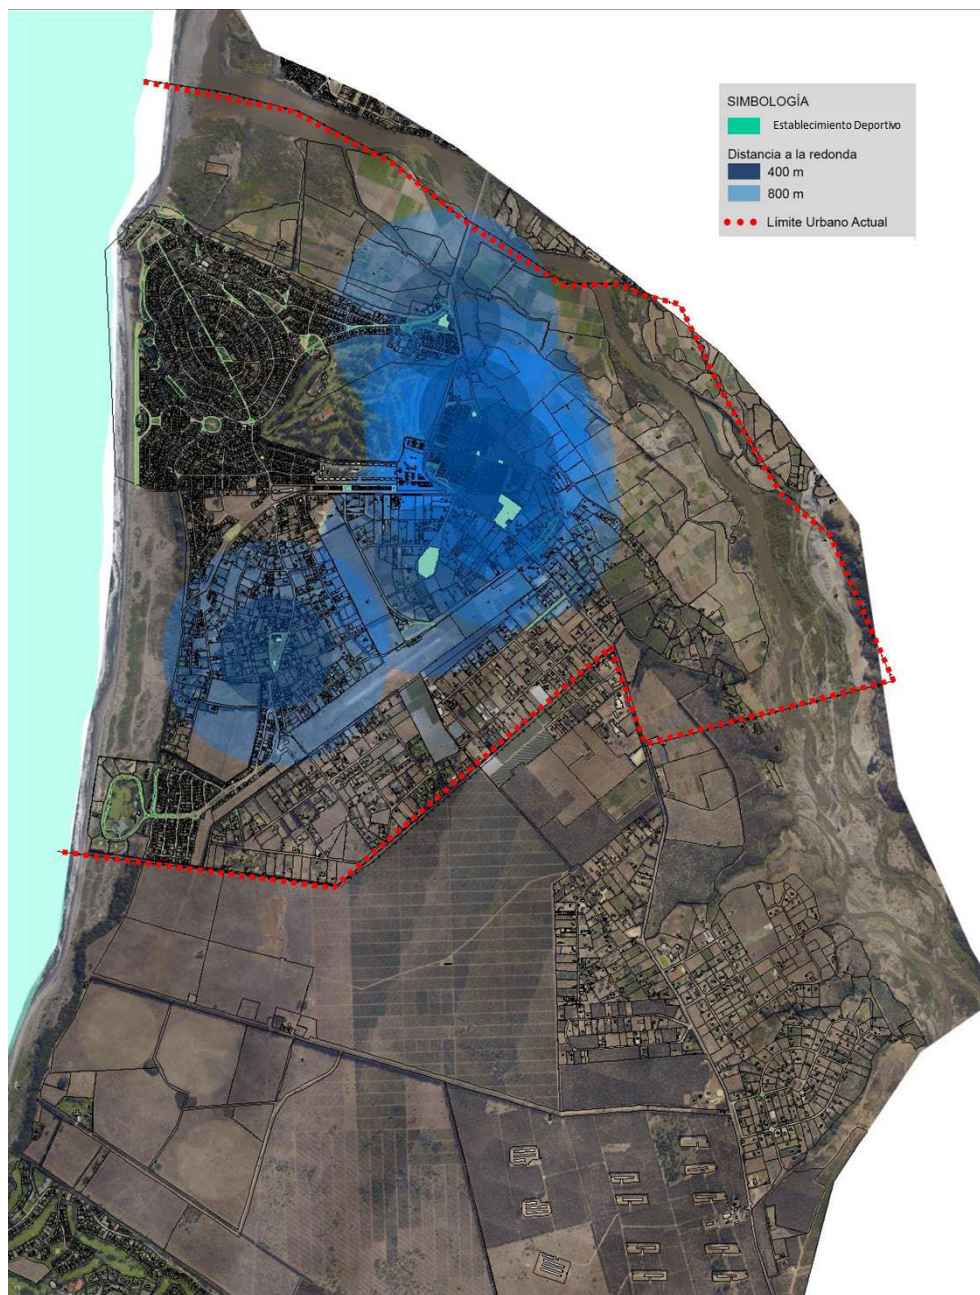 SIMBOLOGÍA
Establecimiento Deportivo
Distancia a la redonda
400 m
800 m
Límite Urbano Actual